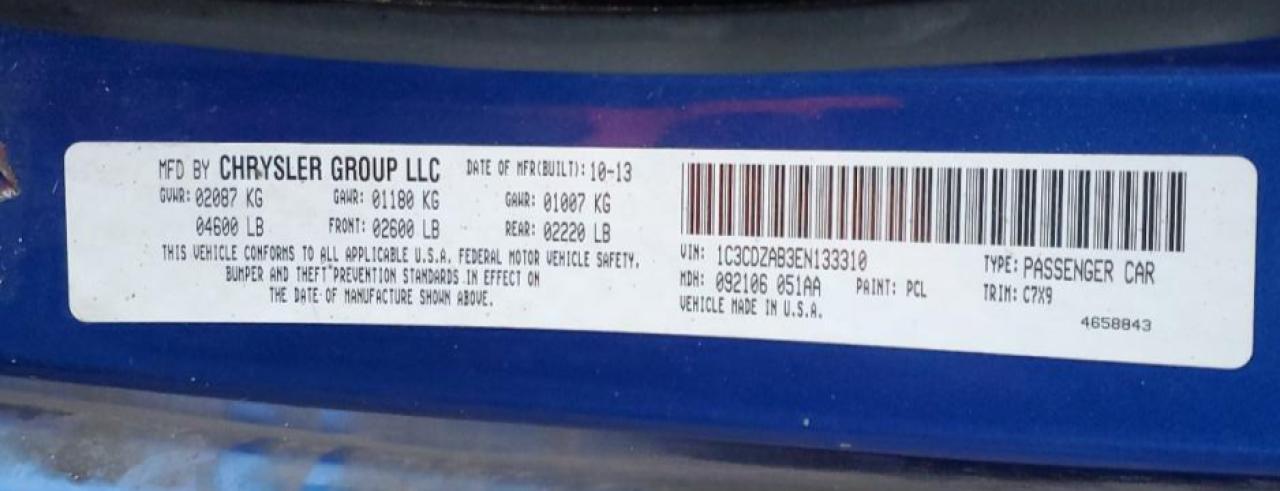 MFD BY CHRYSLER GROUP LLC DATE OF MFR(BUILT): 10-13
GVWR: 02087 KG GAWR: 01180 KG GAWR: 01007 KG
04600 LB FRONT: 02600 LB REAR: 02220 LB
THIS VEHICLE CONFORMS TO ALL APPLICABLE U.S.A. FEDERAL MOTOR VEHICLE SAFETY,
BUMPER AND THEFT PREVENTION STANDARDS IN EFFECT ON
THE DATE OF MANUFACTURE SHOWN ABOVE.
VIN: 1C3CDZAB3EN133310 TYPE: PASSENGER CAR
MDH: 092106 051AA PAINT: PCL TRIM: C7X9
VEHICLE MADE IN U.S.A.
4658843